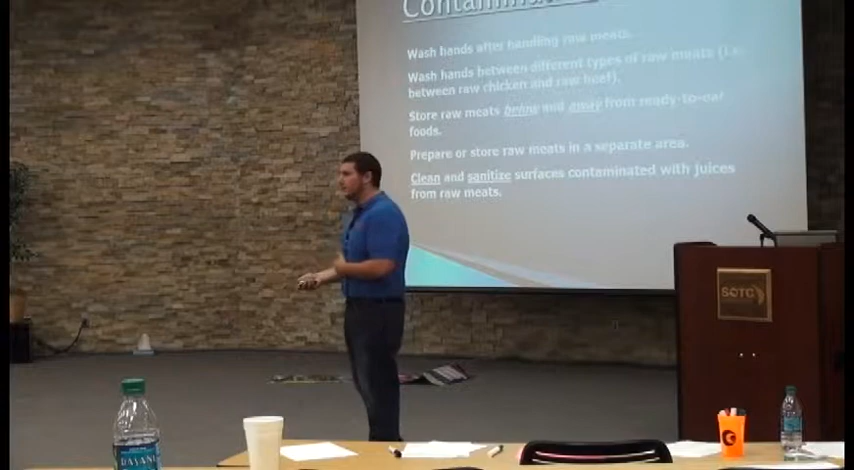 Contamina
Wash hands after handling raw meats.
Wash hands between different types of raw meats (i.e.
between raw chicken and raw beef).
Store raw meats below and away from ready-to-eat
foods.
Prepare or store raw meats in a separate area.
Clean and sanitize surfaces contaminated with juices
from raw meats.
SOTC
DASANI